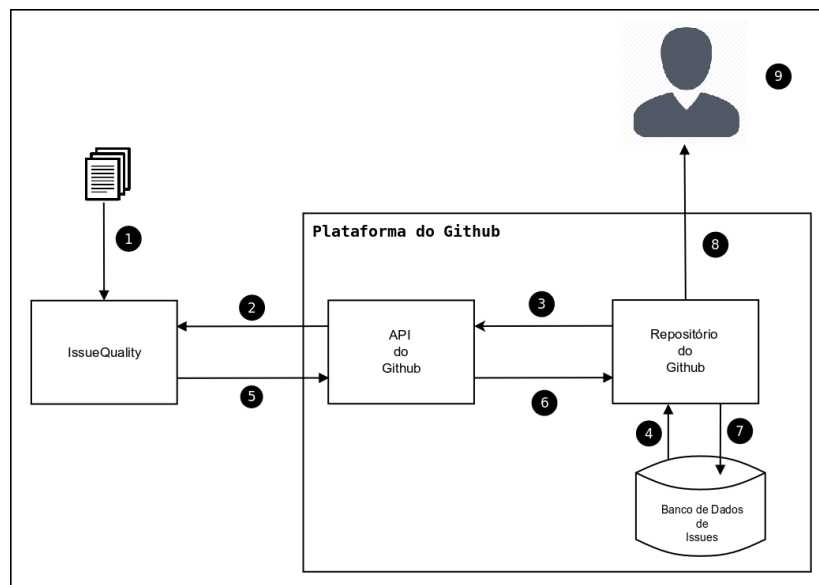 9
1
Plataforma do Github
8
2
3
IssueQuality
API
do
Github
Repositório
do
Github
5
6
4
7
Banco de Dados
de
Issues